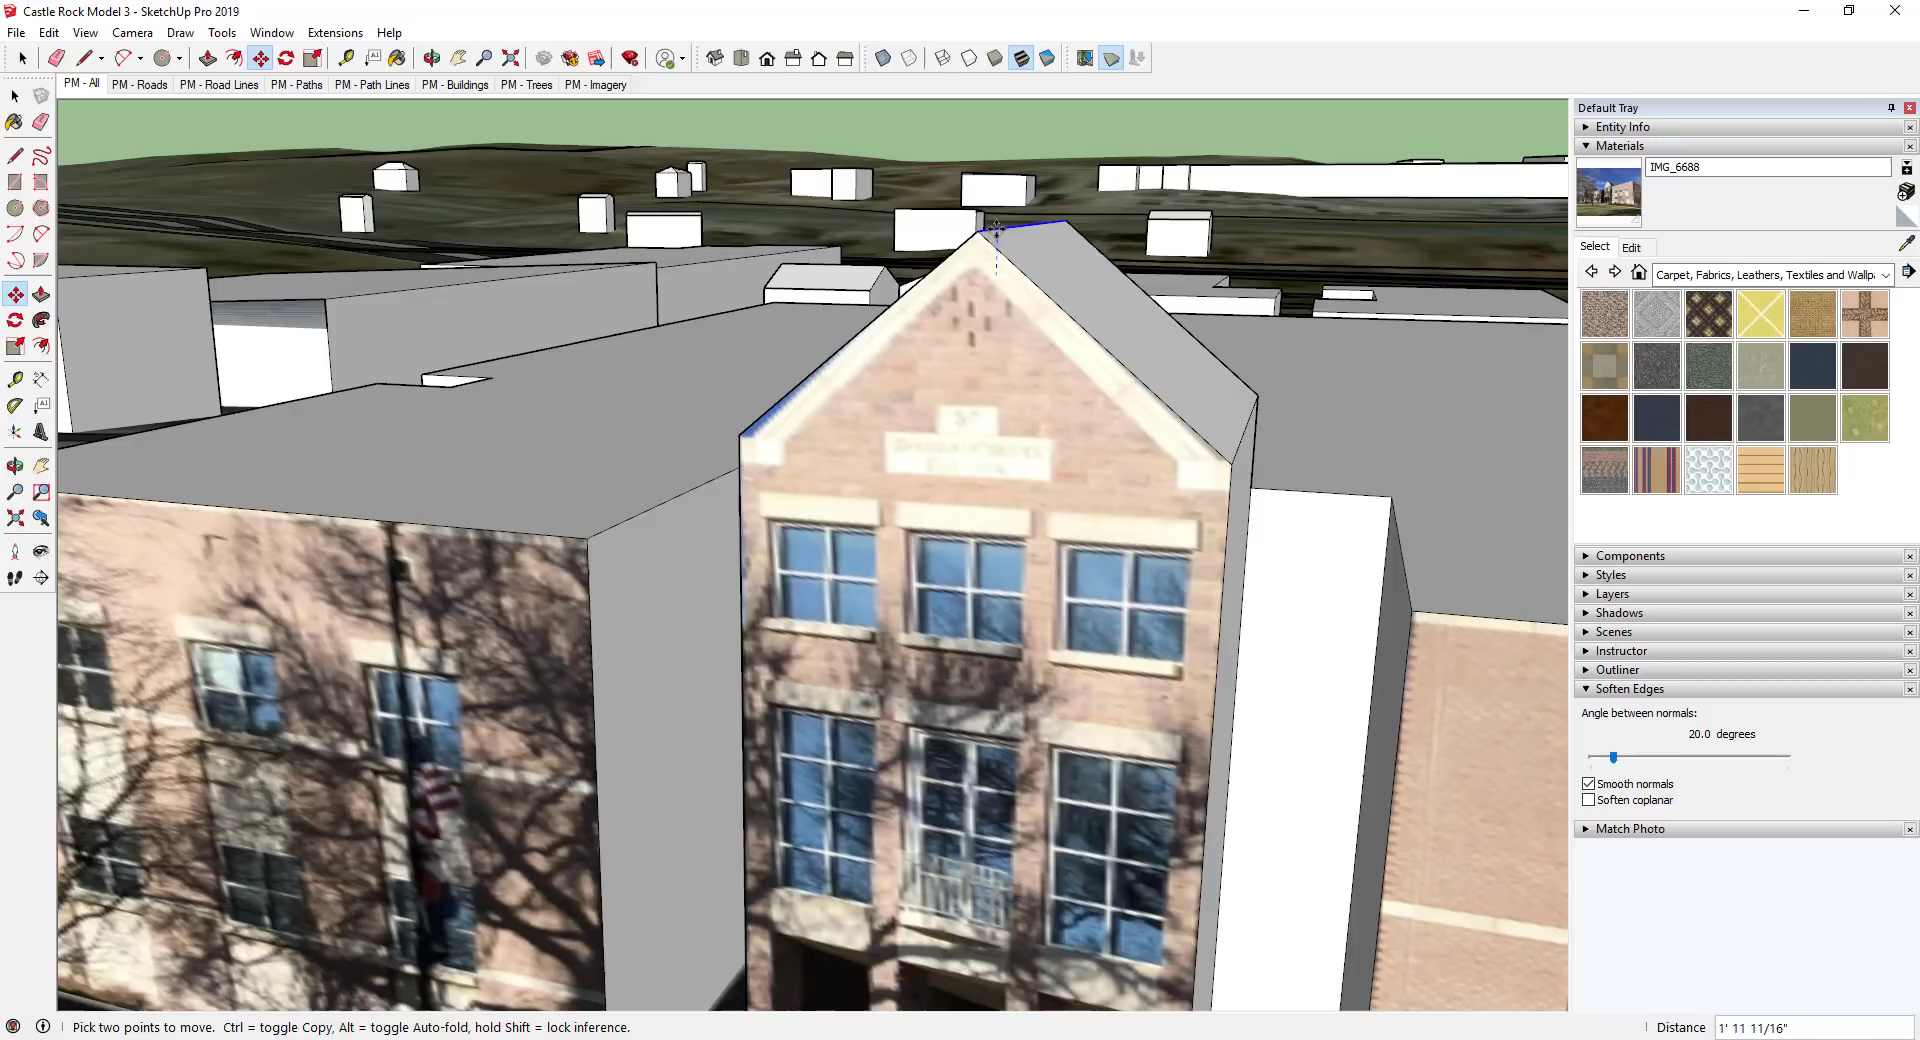 Castle Rock Model 3 - SketchUp Pro 2019
File Edit View Camera Draw Tools Window Extensions Help
PM - All PM - Roads PM - Road Lines PM - Paths PM - Path Lines PM - Buildings PM - Trees PM - Imagery
Default Tray
Entity Info
Materials
IMG_6688
Select Edit
Carpet, Fabrics, Leathers, Textiles and Wallp
Components
Styles
Layers
Shadows
Scenes
Instructor
Outliner
Soften Edges
Angle between normals:
20.0 degrees
Smooth normals
Soften coplanar
Match Photo
Pick two points to move. Ctrl = toggle Copy, Alt = toggle Auto-fold, hold Shift = lock inference.
Distance 1' 11 11/16"